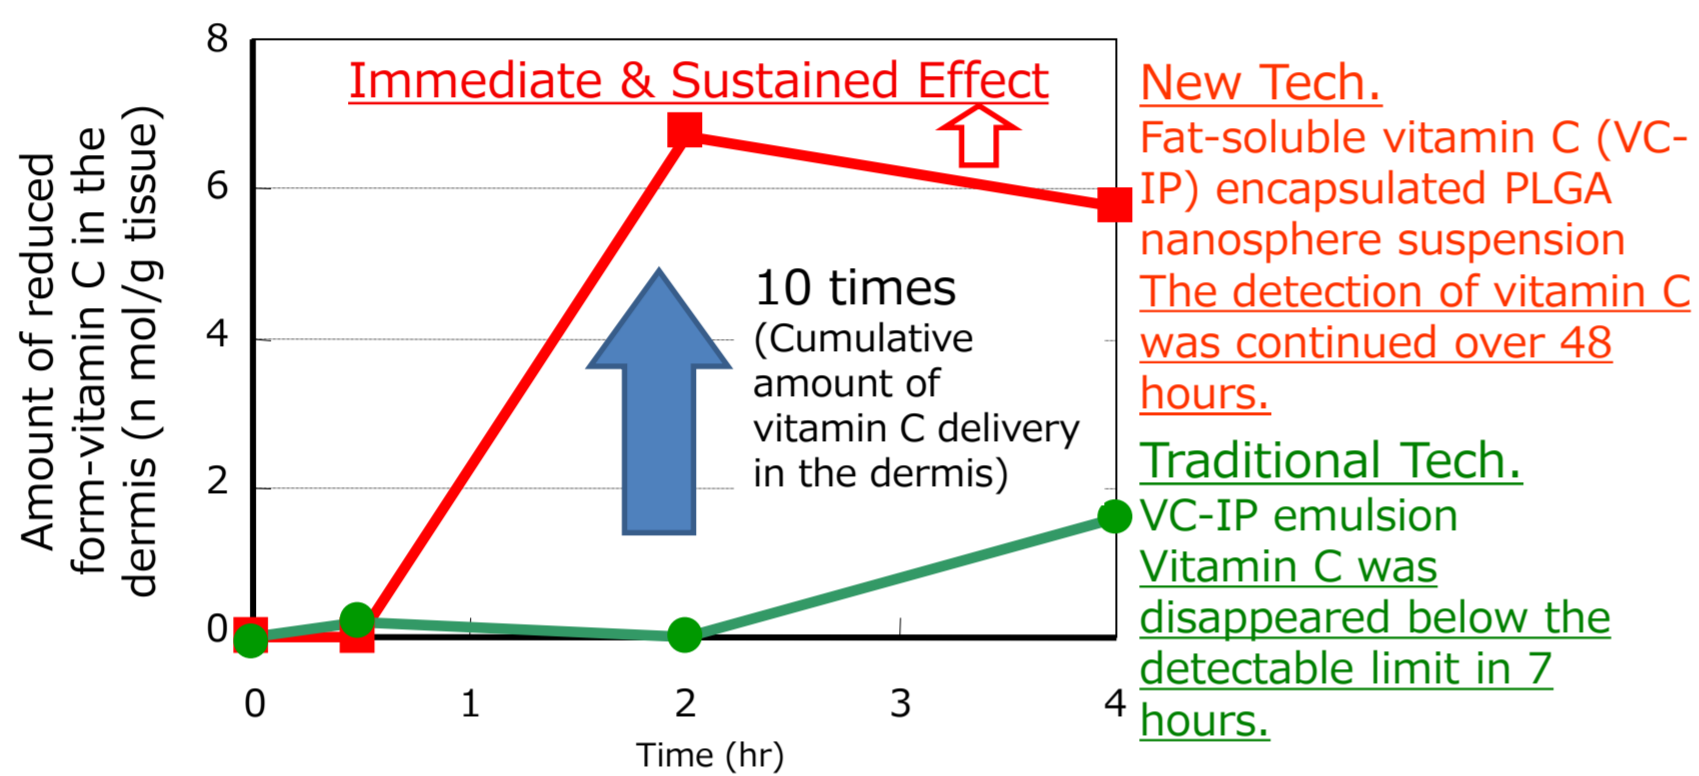 Amount of reduced
form-vitamin C in the
dermis (n mol/g tissue)
8
6
4
2
0
0
1
2
3
4
Time (hr)
Immediate & Sustained Effect
10 times
(Cumulative
amount of
vitamin C delivery
in the dermis)
New Tech.
Fat-soluble vitamin C (VC-
IP) encapsulated PLGA
nanosphere suspension
The detection of vitamin C
was continued over 48
hours.
Traditional Tech.
VC-IP emulsion
Vitamin C was
disappeared below the
detectable limit in 7
hours.